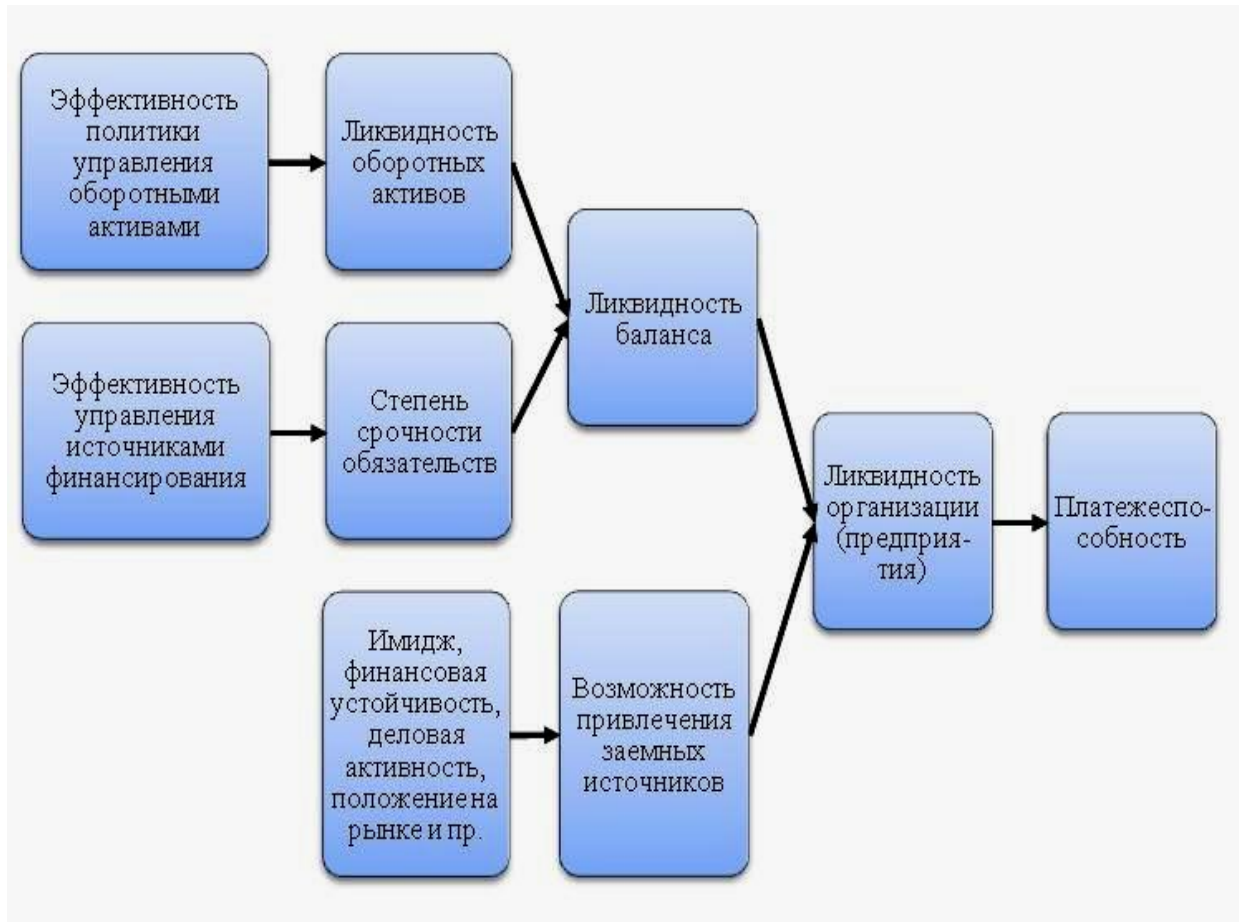 Эффективность
политики
управления
оборотными
активами
Ликвидность
оборотных
активов
Ликвидность
баланса
Эффективность
управления
источниками
финансирования
Степень
срочности
обязательств
Ликвидность
организации
(предприя-
тия)
Платежеспо-
собность
Имидж,
финансовая
устойчивость,
деловая
активность,
положение на
рынке и пр.
Возможность
привлечения
заемных
источников